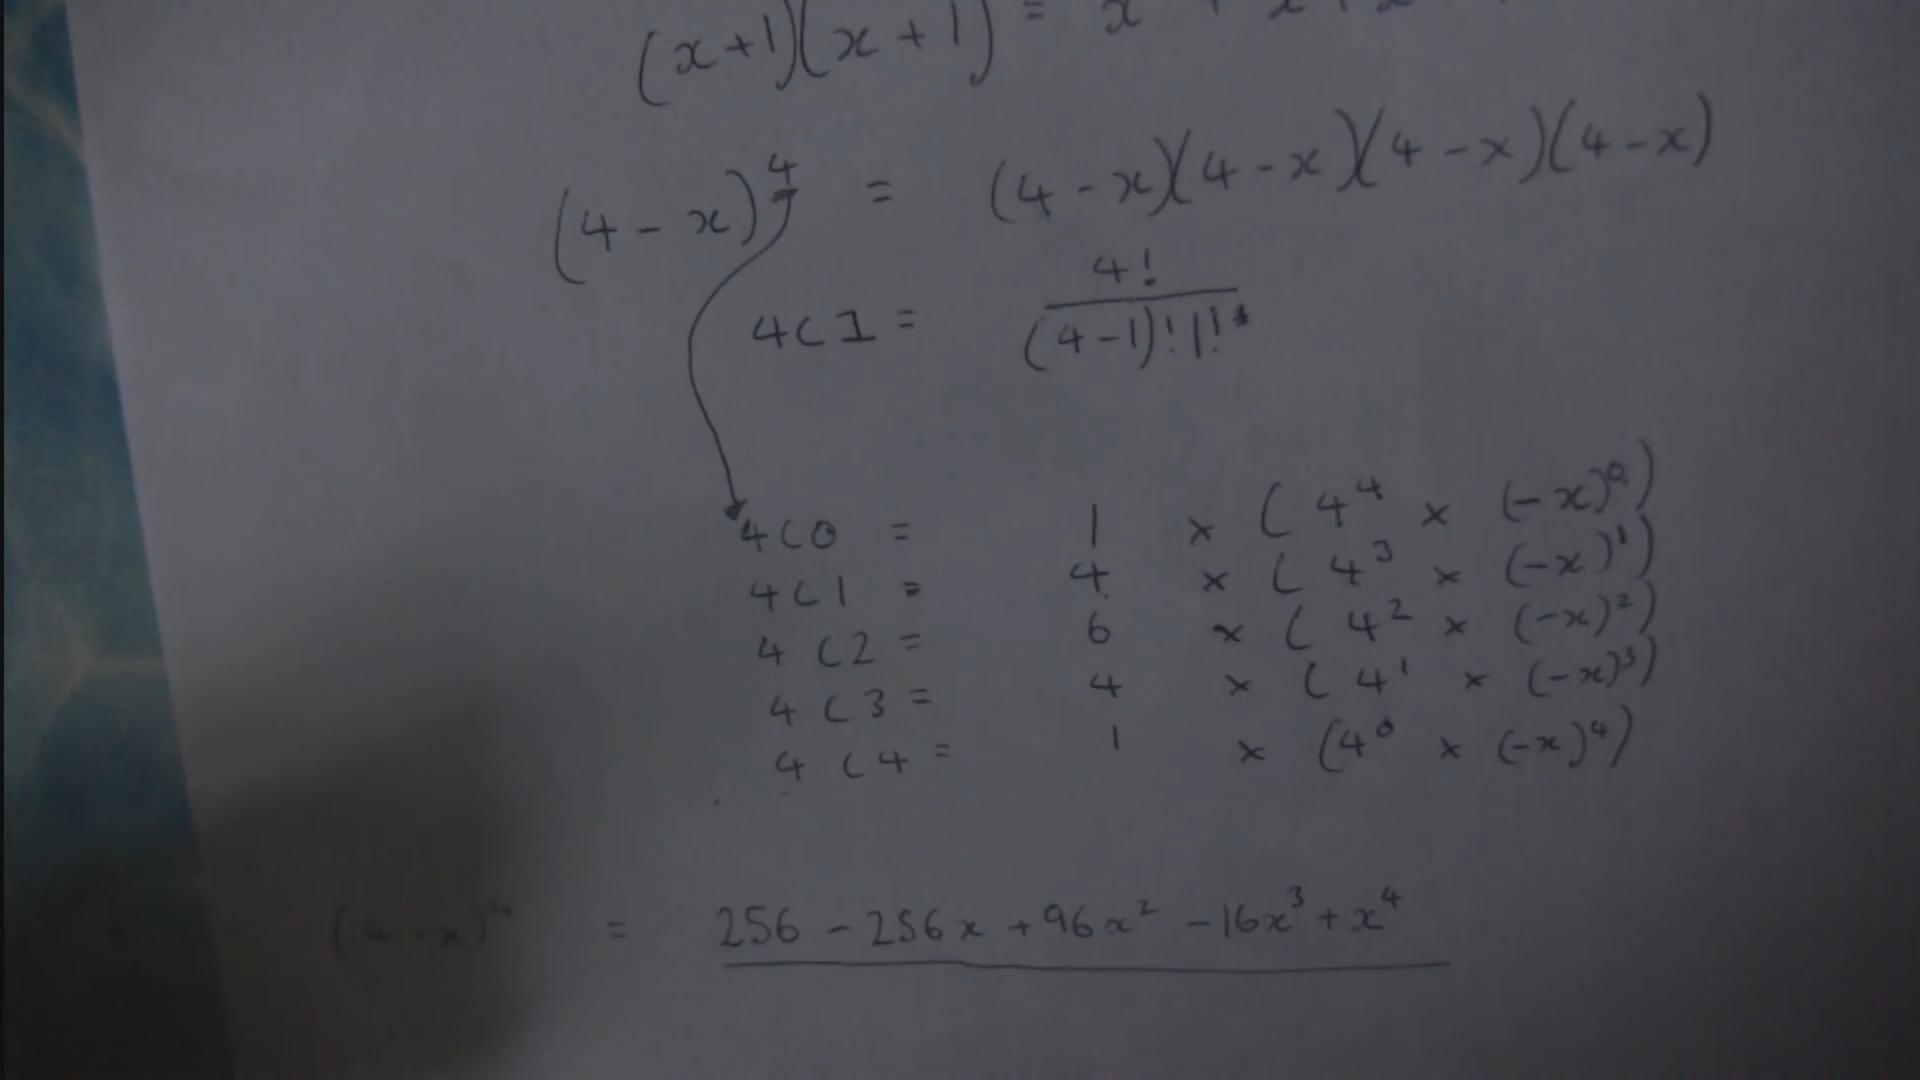 (x+1)(x+1) = x + x + x
(4-x)⁴ = (4-x)(4-x)(4-x)(4-x)
4C1 = 4! / (4-1)!1!
4C0 = 1 × (4⁴ × (-x)⁰)
4C1 = 4 × (4³ × (-x)¹)
4C2 = 6 × (4² × (-x)²)
4C3 = 4 × (4¹ × (-x)³)
4C4 = 1 × (4⁰ × (-x)⁴)
(4-x)⁴ = 256 - 256x + 96x² - 16x³ + x⁴